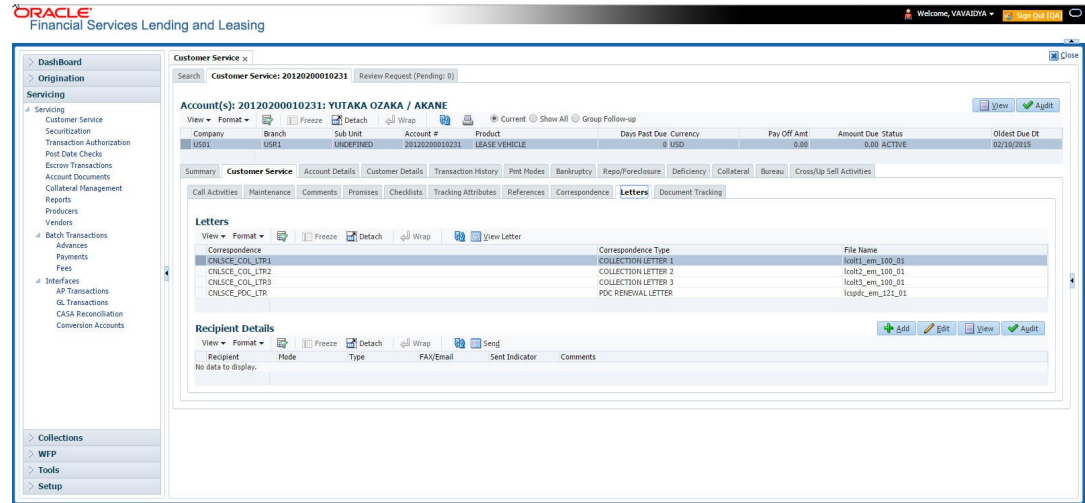 ORACLE
Financial Services Lending and Leasing
Welcome, VAVAIDYA
Sign Out [QA]
Close
DashBoard
Origination
Servicing
Servicing
Customer Service
Securitization
Transaction Authorization
Post Date Checks
Escrow Transactions
Account Documents
Collateral Management
Reports
Producers
Vendors
Batch Transactions
Advances
Payments
Fees
Interfaces
AP Transactions
GL Transactions
CASA Reconciliation
Conversion Accounts
Collections
WFP
Tools
Setup
Customer Service x
Search Customer Service: 20120200010231 Review Request (Pending: 0)
Account(s): 20120200010231: YUTAKA OZAKA / AKANE
View Audit
View Format Freeze Detach Wrap Current Show All Group Follow-up
Company Branch Sub Unit Account # Product Days Past Due Currency Pay Off Amt Amount Due Status Oldest Due Dt
US01 USR1 UNDEFINED 20120200010231 LEASE VEHICLE 0 USD 0.00 0.00 ACTIVE 02/10/2015
Summary Customer Service Account Details Customer Details Transaction History Pmt Modes Bankruptcy Repo/Foreclosure Deficiency Collateral Bureau Cross/Up Sell Activities
Call Activities Maintenance Comments Promises Checklists Tracking Attributes References Correspondence Letters Document Tracking
Letters
View Format Freeze Detach Wrap View Letter
Correspondence Correspondence Type File Name
CNLSCE_COL_LTR1 COLLECTION LETTER 1 lcolt1_em_100_01
CNLSCE_COL_LTR2 COLLECTION LETTER 2 lcolt2_em_100_01
CNLSCE_COL_LTR3 COLLECTION LETTER 3 lcolt3_em_100_01
CNLSCE_PDC_LTR PDC RENEWAL LETTER lcspdc_em_121_01
Recipient Details
Add Edit View Audit
View Format Freeze Detach Wrap Send
Recipient Mode Type FAX/Email Sent Indicator Comments
No data to display.